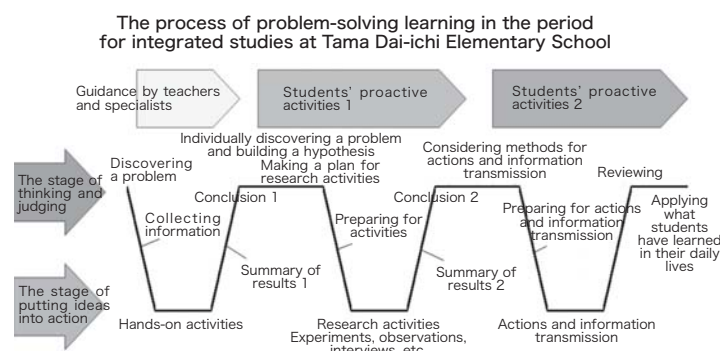 The process of problem-solving learning in the period
for integrated studies at Tama Dai-ichi Elementary School
Guidance by teachers
and specialists
Students' proactive
activities 1
Students' proactive
activities 2
Individually discovering a problem
and building a hypothesis
Making a plan for
research activities
Considering methods for
actions and information
transmission
Discovering
a problem
Reviewing
The stage of
thinking and
judging
Conclusion 1
Conclusion 2
Collecting
information
Preparing for
activities
Preparing for actions
and information
transmission
Applying
what
students
have learned
in their daily
lives
Summary of
results 1
Summary of
results 2
The stage of
putting ideas
into action
Hands-on activities
Research activities
Experiments, observations,
interviews, etc.
Actions and information
transmission